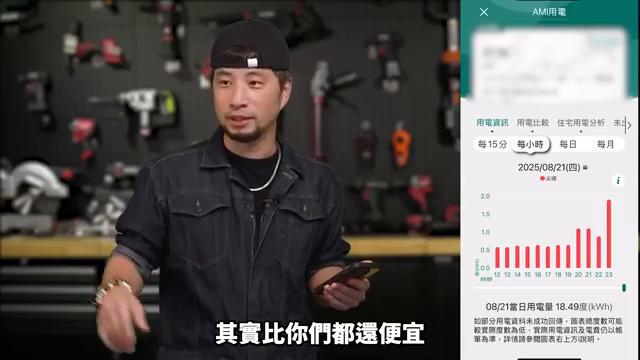 AMI用電
用電資訊 用電比較 住宅用電分析
每15分 每小時 每日 每月
2025/08/21(四)
尖峰
2.0
1.5
1.0
0.5
0.0
12 13 14 15 16 17 18 19 20 21 22 23
08/21當日用電量 18.49度(kWh)
如部分用電資料未成功回傳，圖表總度數可能
較實際度數為低，實際用電資訊及電費仍以帳
單為準，詳情請參閱圖表右上方i說明。
其實比你們都還便宜